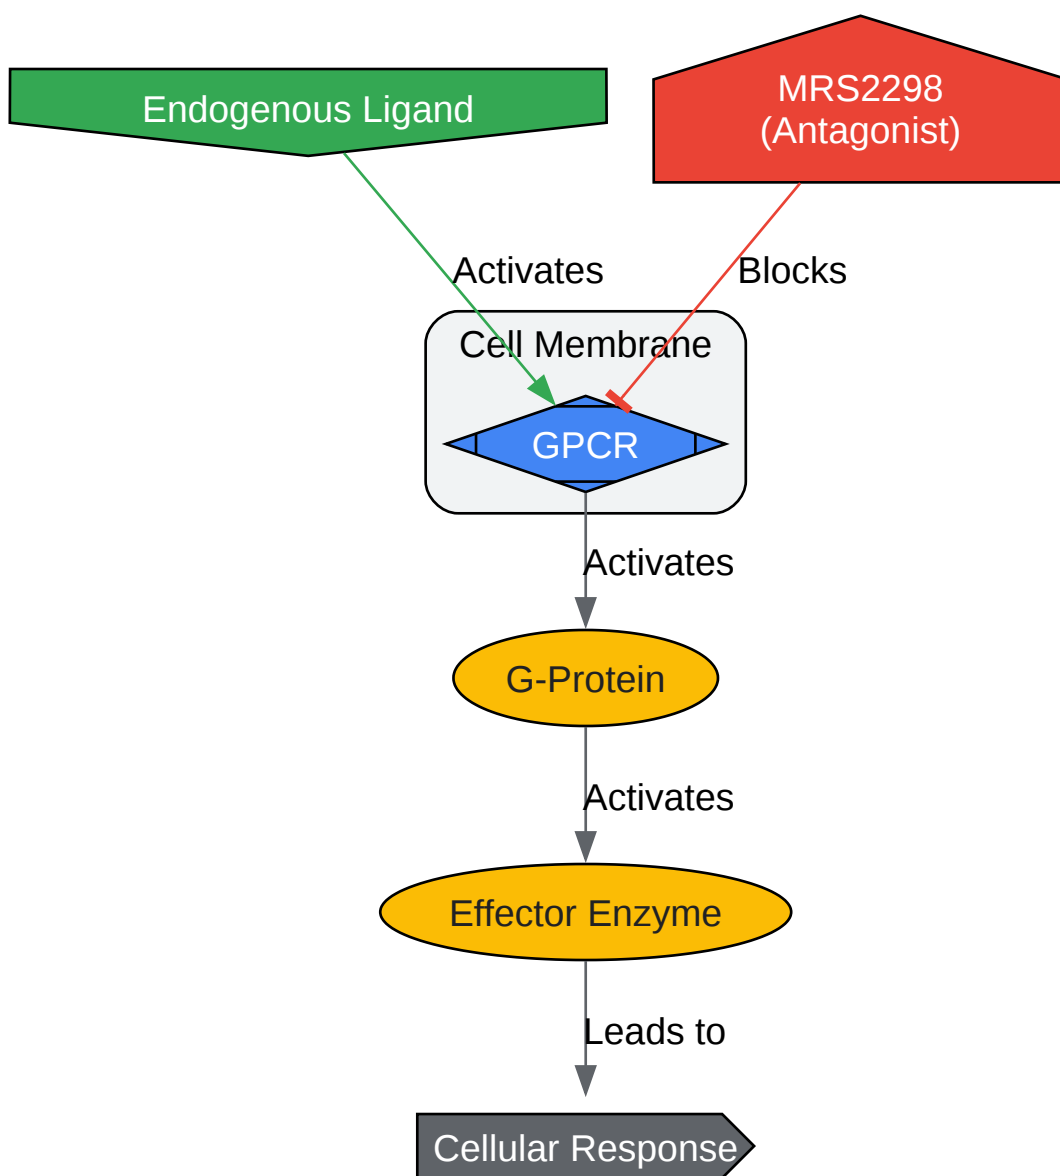 Endogenous Ligand
MRS2298
(Antagonist)
Activates
Blocks
Cell Membrane
GPCR
Activates
G-Protein
Activates
Effector Enzyme
Leads to
Cellular Response